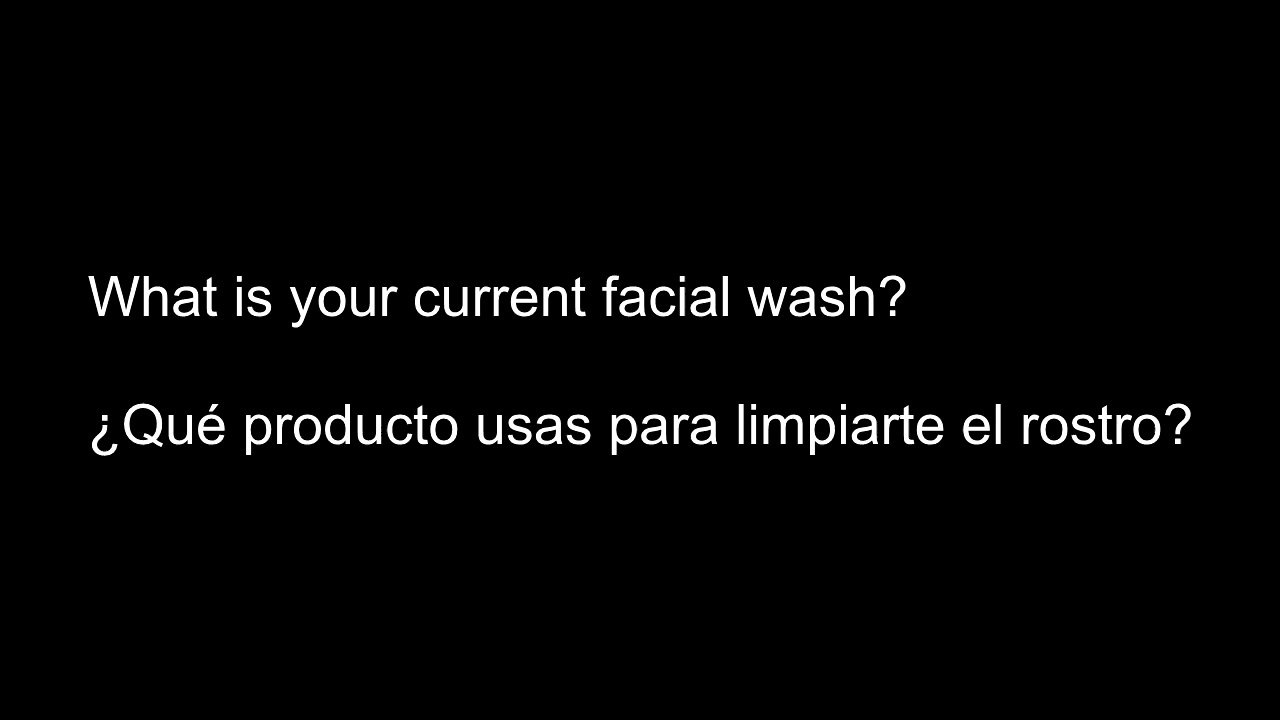 What is your current facial wash?
¿Qué producto usas para limpiarte el rostro?